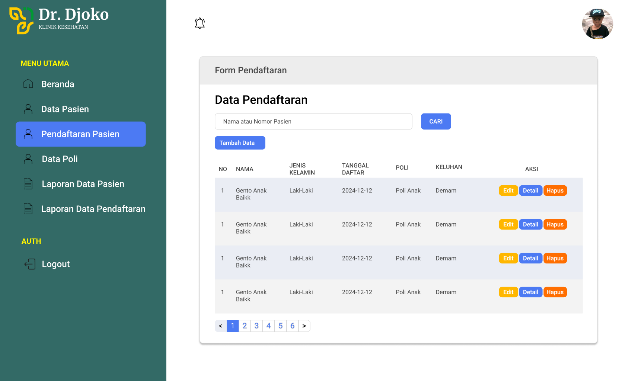 Dr. Djoko
KLINIK KESEHATAN
MENU UTAMA
Beranda
Data Pasien
Pendaftaran Pasien
Data Poli
Laporan Data Pasien
Laporan Data Pendaftaran
AUTH
Logout
Form Pendaftaran
Data Pendaftaran
Nama atau Nomor Pasien
CARI
Tambah Data
NO NAMA JENIS KELAMIN TANGGAL DAFTAR POLI KELUHAN AKSI
1 Gento Anak Baikk Laki-Laki 2024-12-12 Poli Anak Demam Edit Detail Hapus
1 Gento Anak Baikk Laki-Laki 2024-12-12 Poli Anak Demam Edit Detail Hapus
1 Gento Anak Baikk Laki-Laki 2024-12-12 Poli Anak Demam Edit Detail Hapus
1 Gento Anak Baikk Laki-Laki 2024-12-12 Poli Anak Demam Edit Detail Hapus
< 1 2 3 4 5 6 >